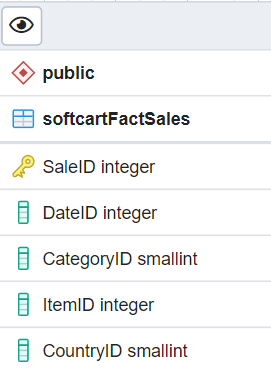 public
softcartFactSales
SaleID integer
DateID integer
CategoryID smallint
ItemID integer
CountryID smallint